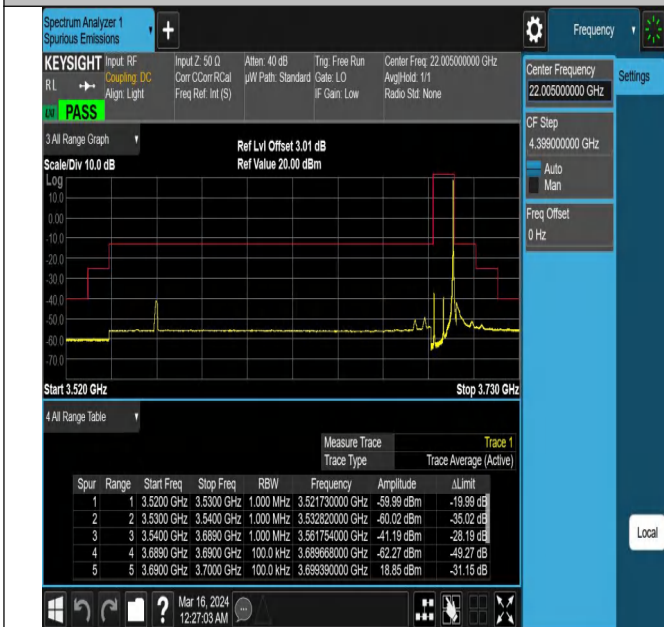 Spectrum Analyzer 1
Spurious Emissions
+
Frequency
KEYSIGHT Input: RF Input Z: 50 Ω Atten: 40 dB Trig: Free Run Center Freq: 22.005000000 GHz
RL Coupling: DC Corr CCorr RCal µW Path: Standard Gate: LO Avg|Hold: 1/1
Align: Light Freq Ref: Int (S) IF Gain: Low Radio Std: None
PASS
Center Frequency
22.005000000 GHz
Settings
CF Step
4.399000000 GHz
Auto
Man
Freq Offset
0 Hz
3 All Range Graph
Ref Lvl Offset 3.01 dB
Scale/Div 10.0 dB Ref Value 20.00 dBm
Log
10.0
0.00
-10.0
-20.0
-30.0
-40.0
-50.0
-60.0
-70.0
Start 3.520 GHz Stop 3.730 GHz
4 All Range Table
Measure Trace Trace 1
Trace Type Trace Average (Active)
Spur Range Start Freq Stop Freq RBW Frequency Amplitude ΔLimit
1 1 3.5200 GHz 3.5300 GHz 1.000 MHz 3.521730000 GHz -59.99 dBm -19.99 dB
2 2 3.5300 GHz 3.5400 GHz 1.000 MHz 3.532820000 GHz -60.02 dBm -35.02 dB
3 3 3.5400 GHz 3.6890 GHz 1.000 MHz 3.561754000 GHz -41.19 dBm -28.19 dB
4 4 3.6890 GHz 3.6900 GHz 100.0 kHz 3.689668000 GHz -62.27 dBm -49.27 dB
5 5 3.6900 GHz 3.7000 GHz 100.0 kHz 3.699390000 GHz 18.85 dBm -31.15 dB
Local
?
Mar 16, 2024
12:27:03 AM